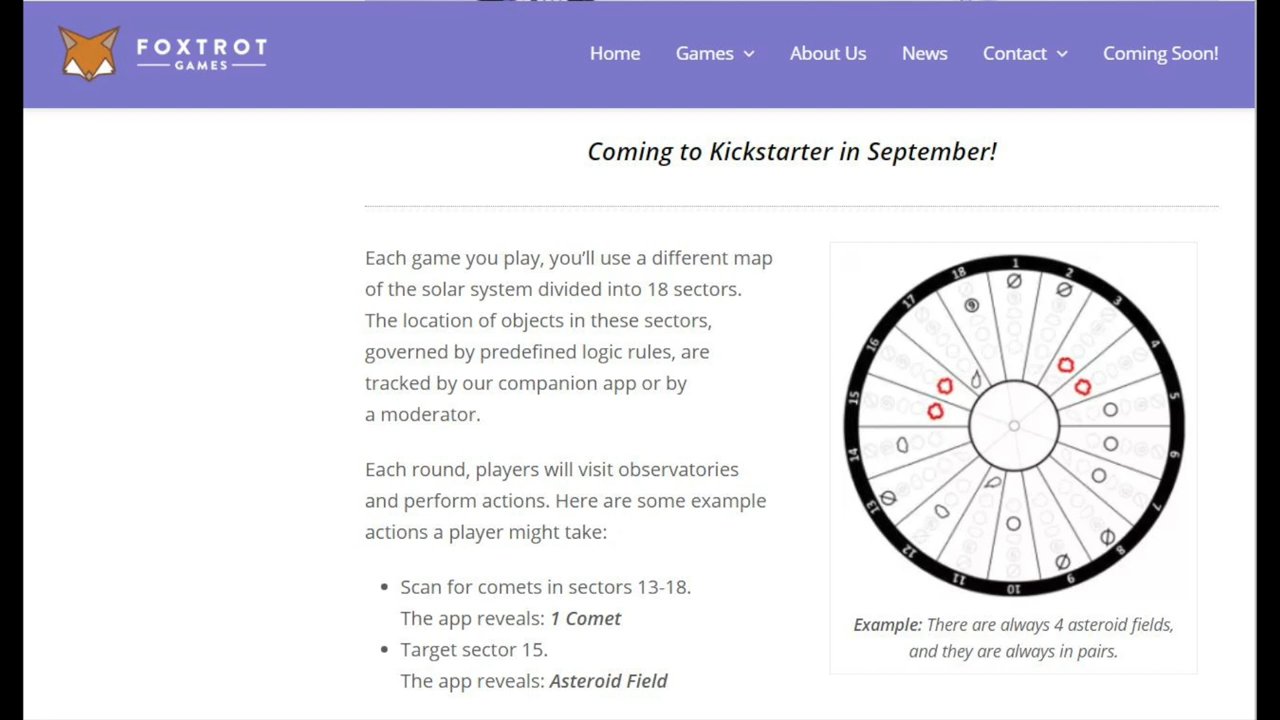 FOXTROT
GAMES
Home Games About Us News Contact Coming Soon!
Coming to Kickstarter in September!
Each game you play, you’ll use a different map
of the solar system divided into 18 sectors.
The location of objects in these sectors,
governed by predefined logic rules, are
tracked by our companion app or by
a moderator.
Each round, players will visit observatories
and perform actions. Here are some example
actions a player might take:
• Scan for comets in sectors 13-18.
The app reveals: 1 Comet
• Target sector 15.
The app reveals: Asteroid Field
1
2
3
4
5
6
7
8
9
10
11
12
13
14
15
16
17
18
Example: There are always 4 asteroid fields,
and they are always in pairs.